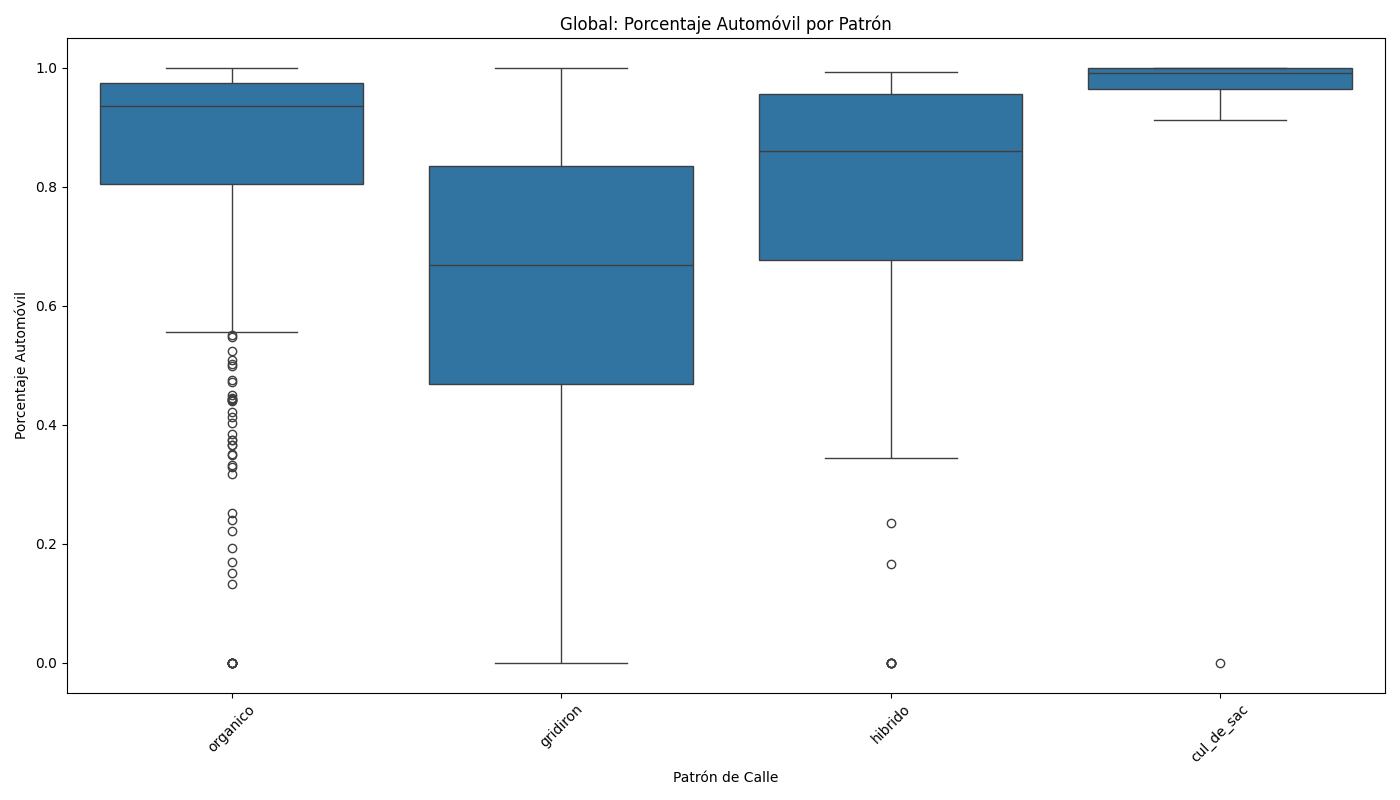 Global: Porcentaje Automóvil por Patrón
Porcentaje Automóvil
1.0
0.8
0.6
0.4
0.2
0.0
organico
gridiron
hibrido
cul_de_sac
Patrón de Calle